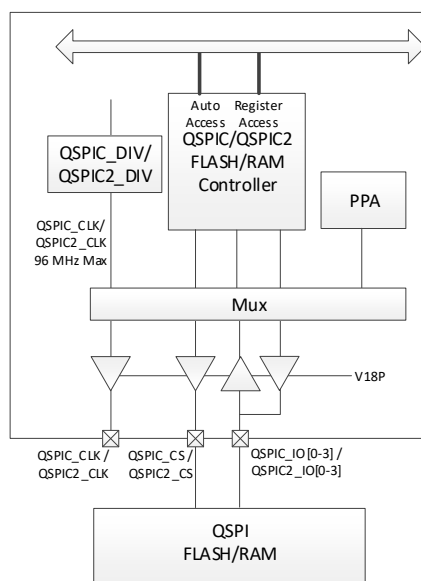 Auto Register
Access Access
QSPIC/QSPIC2
FLASH/RAM
Controller
QSPIC_DIV/
QSPIC2_DIV
PPA
QSPIC_CLK/
QSPIC2_CLK
96 MHz Max
Mux
V18P
QSPIC_CLK /
QSPIC2_CLK
QSPIC_CS /
QSPIC2_CS
QSPIC_IO[0-3] /
QSPIC2_IO[0-3]
QSPI
FLASH/RAM